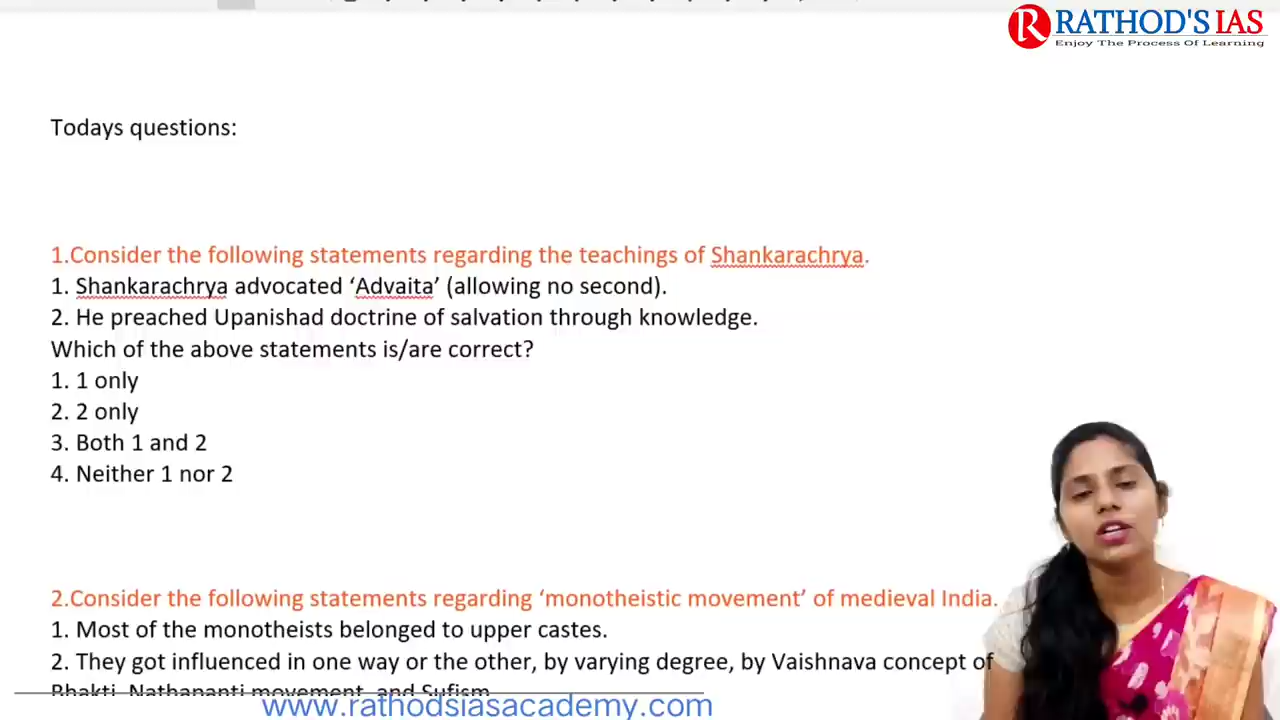 RATHOD'S IAS
Enjoy The Process Of Learning
Todays questions:
1.Consider the following statements regarding the teachings of Shankarachrya.
1. Shankarachrya advocated ‘Advaita’ (allowing no second).
2. He preached Upanishad doctrine of salvation through knowledge.
Which of the above statements is/are correct?
1. 1 only
2. 2 only
3. Both 1 and 2
4. Neither 1 nor 2
2.Consider the following statements regarding ‘monotheistic movement’ of medieval India.
1. Most of the monotheists belonged to upper castes.
2. They got influenced in one way or the other, by varying degree, by Vaishnava concept of
Bhakti, Nathapanti movement, and Sufism
www.rathodsiasacademy.com